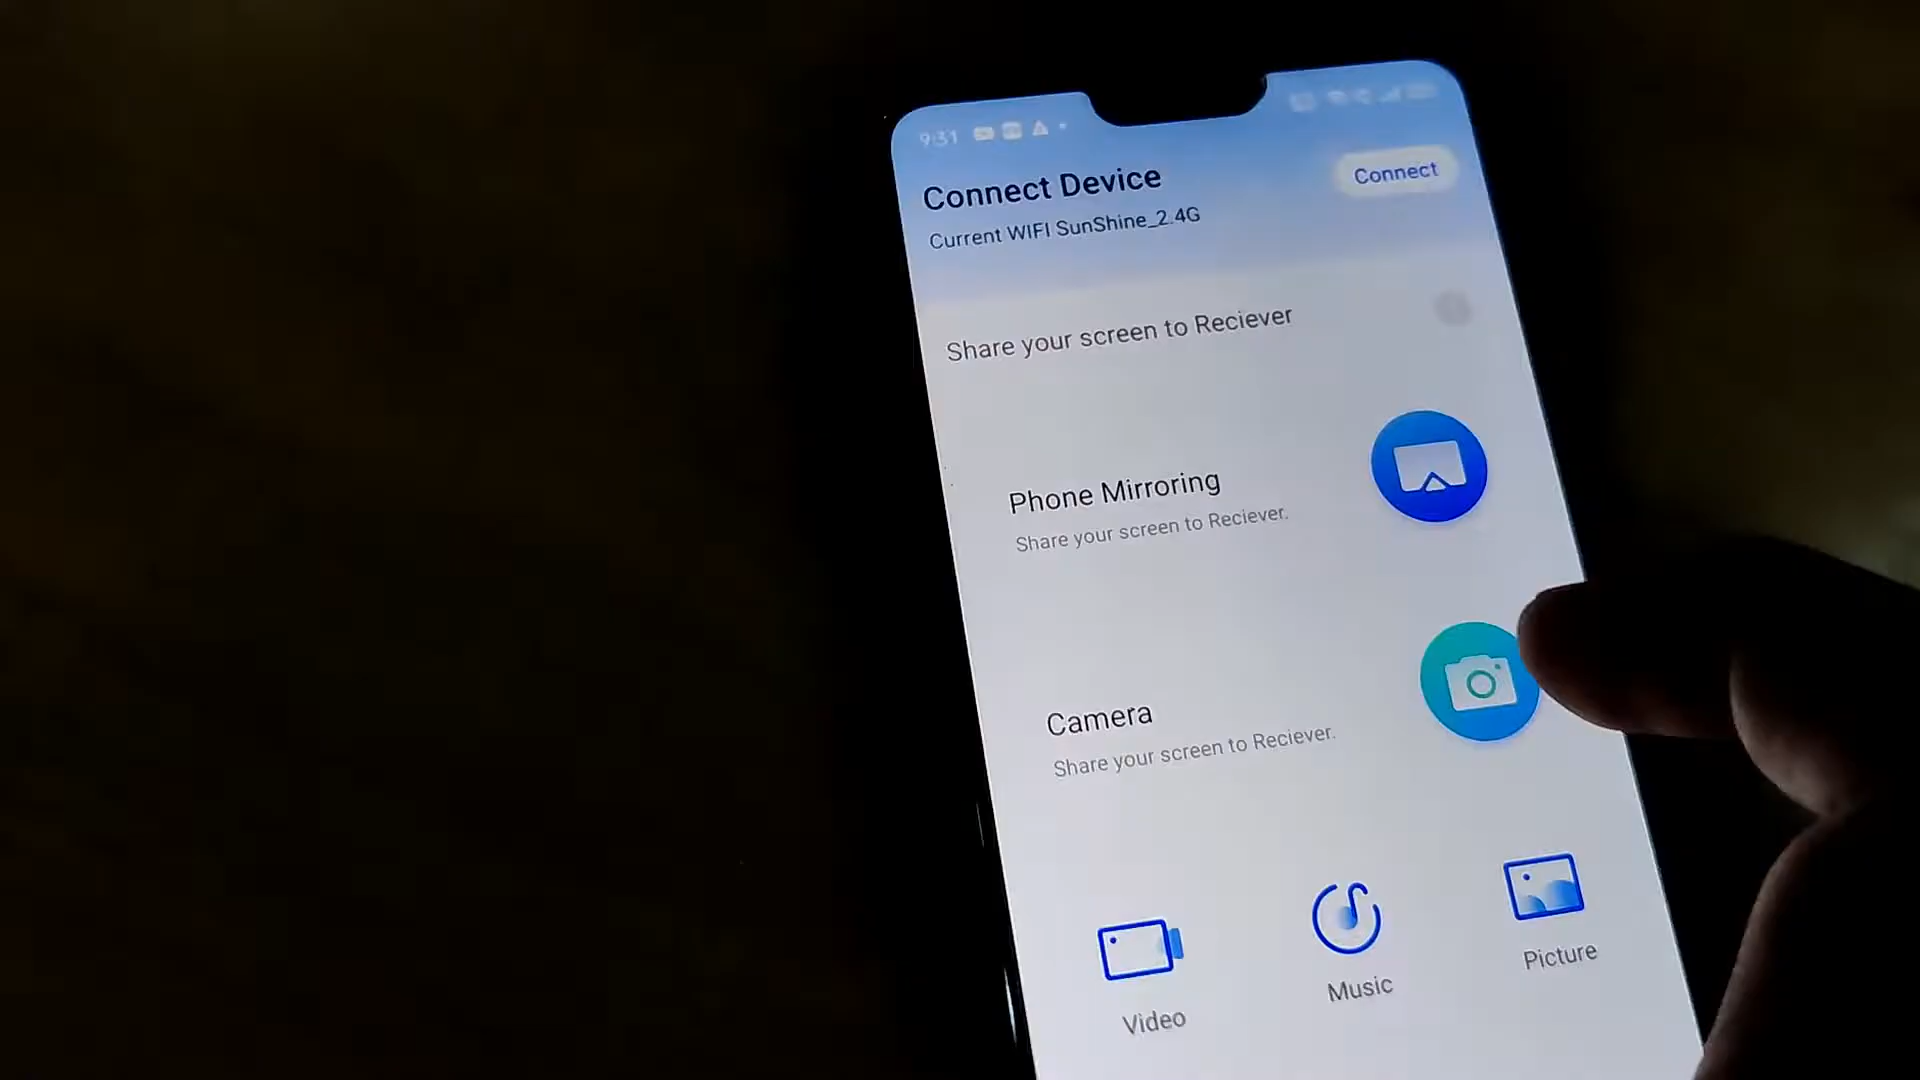 9:31
Connect Device
Connect
Current WIFI SunShine_2.4G
Share your screen to Reciever
Phone Mirroring
Share your screen to Reciever.
Camera
Share your screen to Reciever.
Video
Music
Picture